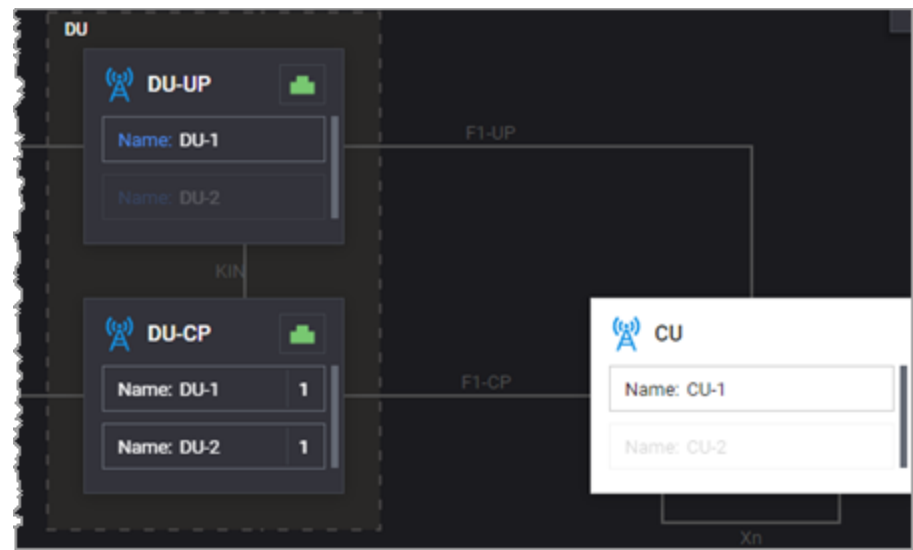 DU
DU-UP
Name: DU-1
Name: DU-2
F1-UP
KIN
DU-CP
Name: DU-1 1
Name: DU-2 1
F1-CP
CU
Name: CU-1
Name: CU-2
Xn